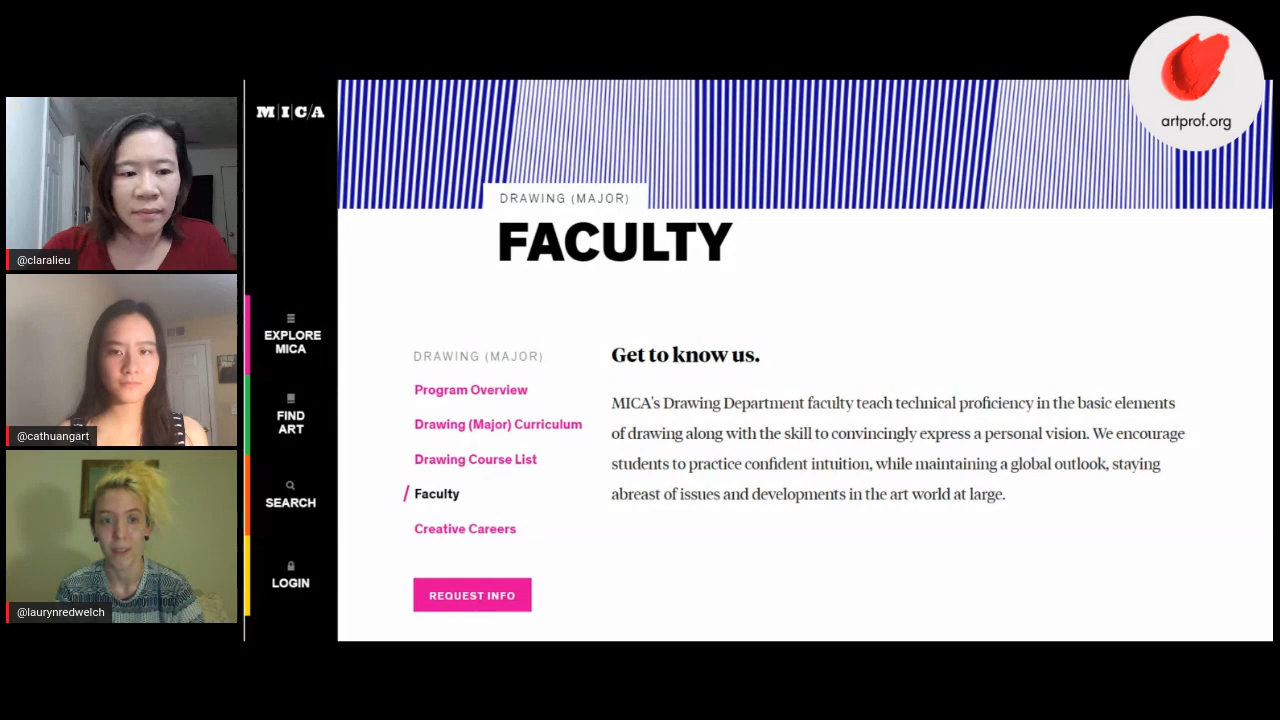 artprof.org
@claralieu
@cathuangart
@laurynredwelch
M|I|C|A
EXPLORE
MICA
FIND
ART
SEARCH
LOGIN
DRAWING (MAJOR)
FACULTY
DRAWING (MAJOR)
Program Overview
Drawing (Major) Curriculum
Drawing Course List
Faculty
Creative Careers
REQUEST INFO
Get to know us.
MICA's Drawing Department faculty teach technical proficiency in the basic elements
of drawing along with the skill to convincingly express a personal vision. We encourage
students to practice confident intuition, while maintaining a global outlook, staying
abreast of issues and developments in the art world at large.